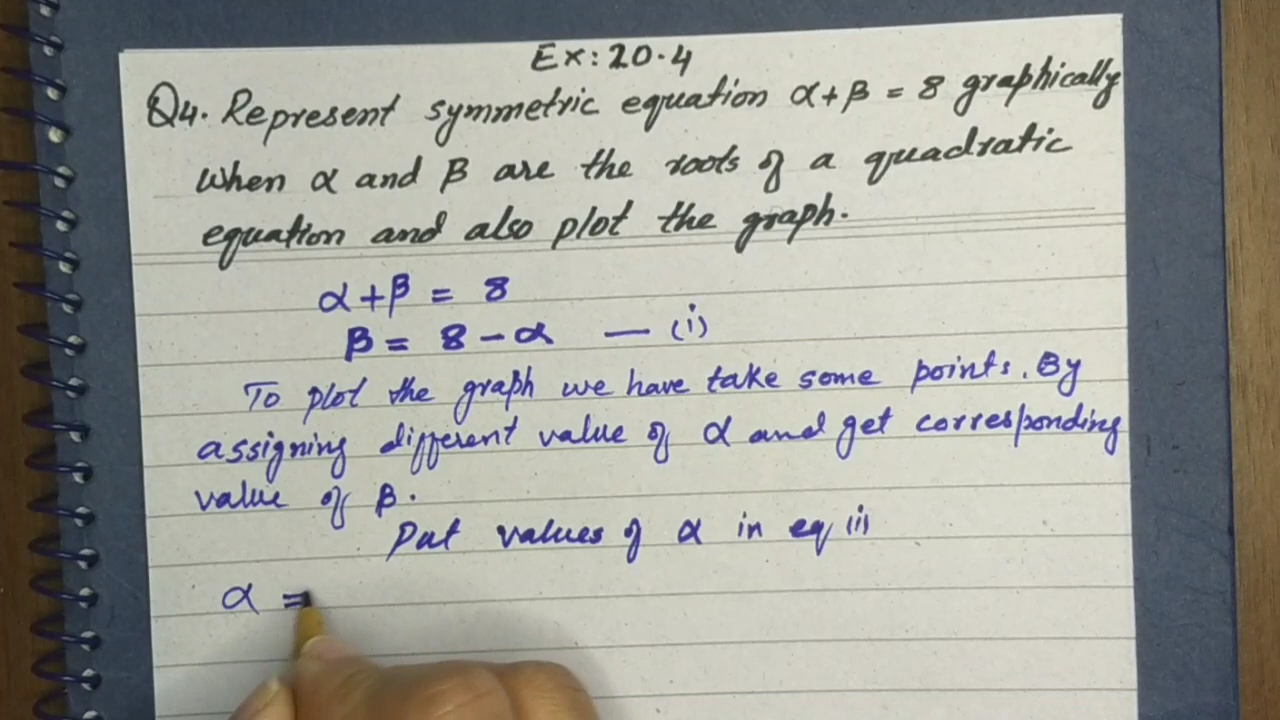 Ex: 20.4
Q4. Represent symmetric equation α+β = 8 graphically
when α and β are the roots of a quadratic
equation and also plot the graph.
α+β = 8
β = 8-α — (i)
To plot the graph we have take some points. By
assigning different value of α and get corresponding
value of β.
Put values of α in eq (i)
α =